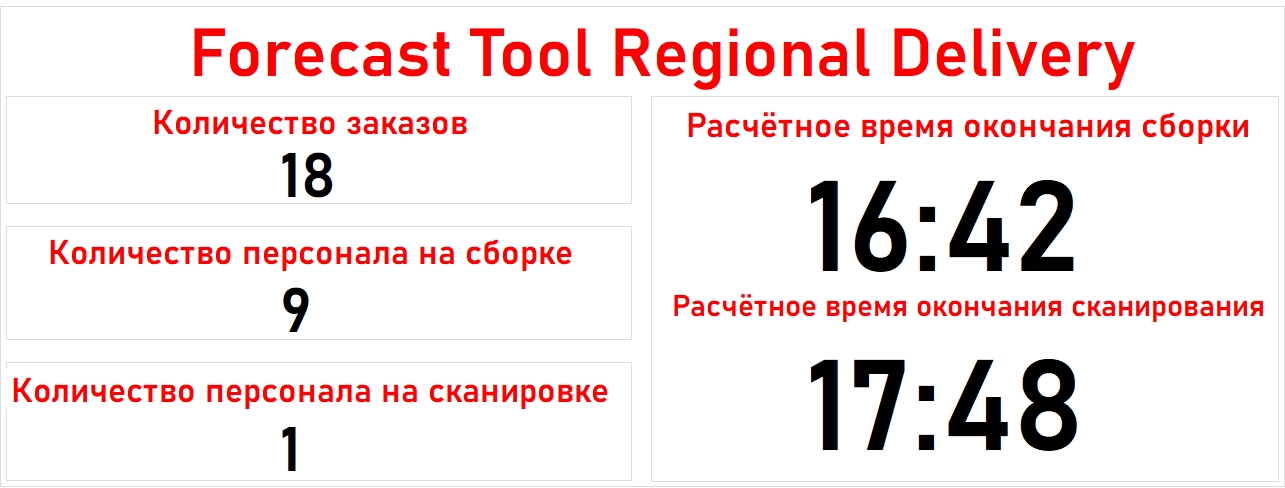 Forecast Tool Regional Delivery
Количество заказов
18
Количество персонала на сборке
9
Количество персонала на сканировке
1
Расчётное время окончания сборки
16:42
Расчётное время окончания сканирования
17:48